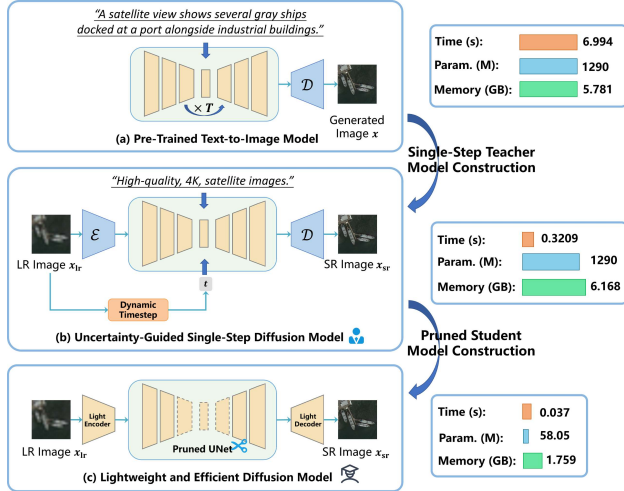 “A satellite view shows several gray ships
docked at a port alongside industrial buildings.”
× T
D
Generated
Image x
(a) Pre-Trained Text-to-Image Model
Time (s): 6.994
Param. (M): 1290
Memory (GB): 5.781
Single-Step Teacher
Model Construction
“High-quality, 4K, satellite images.”
LR Image x_lr
ℰ
D
SR Image x_sr
t
Dynamic
Timestep
(b) Uncertainty-Guided Single-Step Diffusion Model
Time (s): 0.3209
Param. (M): 1290
Memory (GB): 6.168
Pruned Student
Model Construction
LR Image x_lr
Light
Encoder
Pruned UNet
Light
Decoder
SR Image x_sr
(c) Lightweight and Efficient Diffusion Model
Time (s): 0.037
Param. (M): 58.05
Memory (GB): 1.759